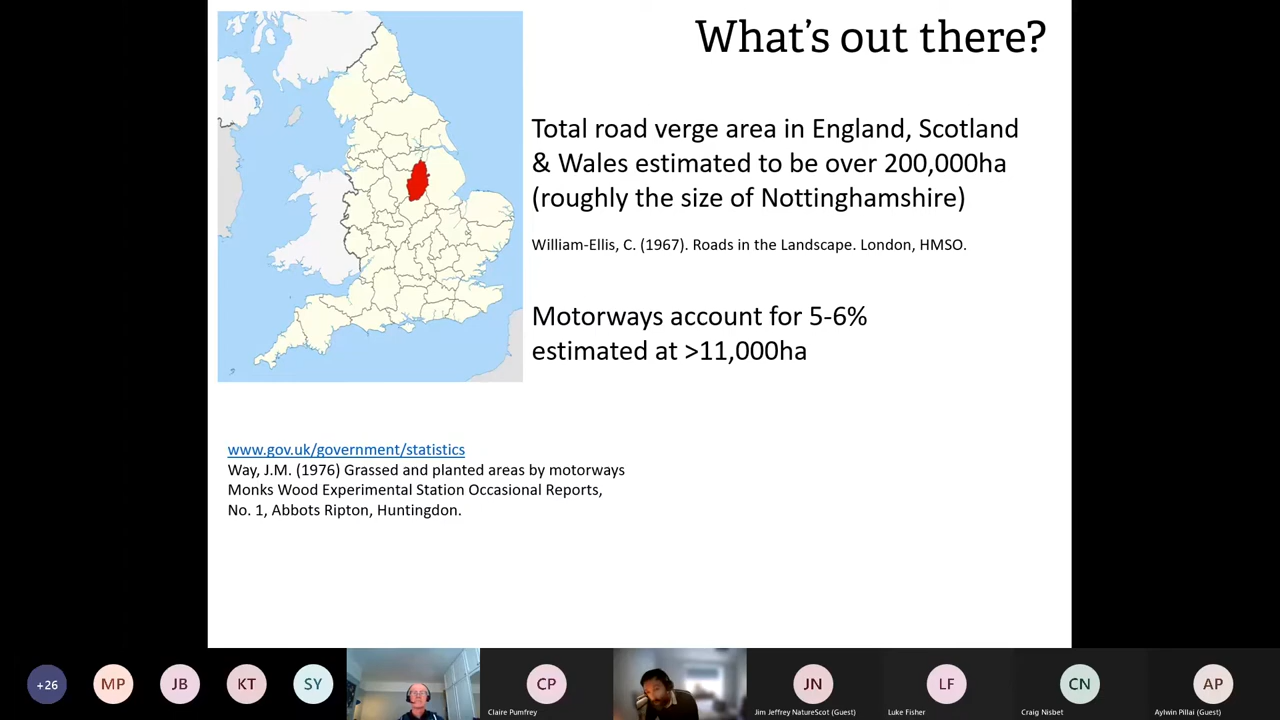 What's out there?
Total road verge area in England, Scotland
& Wales estimated to be over 200,000ha
(roughly the size of Nottinghamshire)
William-Ellis, C. (1967). Roads in the Landscape. London, HMSO.
Motorways account for 5-6%
estimated at >11,000ha
www.gov.uk/government/statistics
Way, J.M. (1976) Grassed and planted areas by motorways
Monks Wood Experimental Station Occasional Reports,
No. 1, Abbots Ripton, Huntingdon.
+26
MP
JB
KT
SY
CP
JN
LF
CN
AP
Claire Pumfrey
Jim Jeffrey NatureScot (Guest)
Luke Fisher
Craig Nisbet
Aylwin Pillai (Guest)